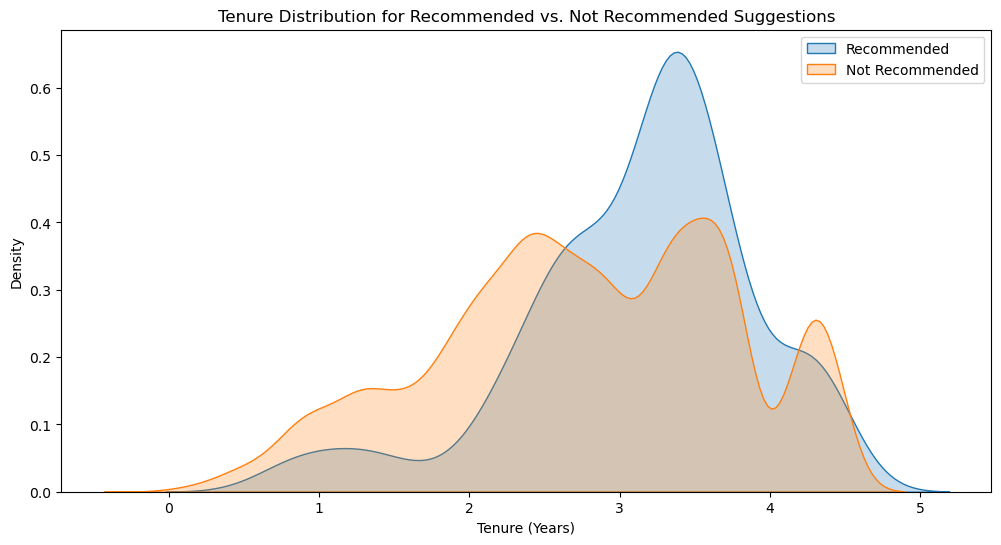 Tenure Distribution for Recommended vs. Not Recommended Suggestions
Recommended
Not Recommended
0.6
0.5
0.4
0.3
0.2
0.1
0.0
Density
0 1 2 3 4 5
Tenure (Years)